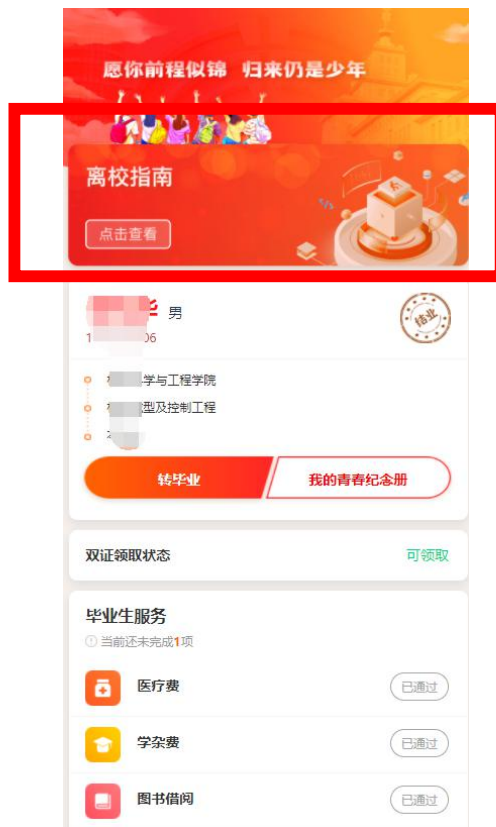 愿你前程似锦 归来仍是少年
离校指南
点击查看
男
结业
学与工程学院
型及控制工程
转毕业
我的青春纪念册
双证领取状态
可领取
毕业生服务
当前还未完成1项
医疗费
已通过
学杂费
已通过
图书借阅
已通过